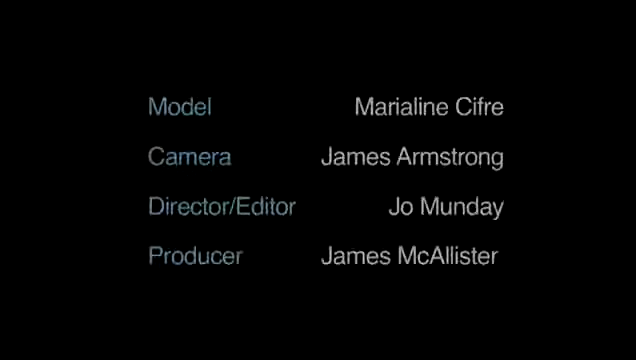 Model Marialine Cifre
Camera James Armstrong
Director/Editor Jo Munday
Producer James McAllister